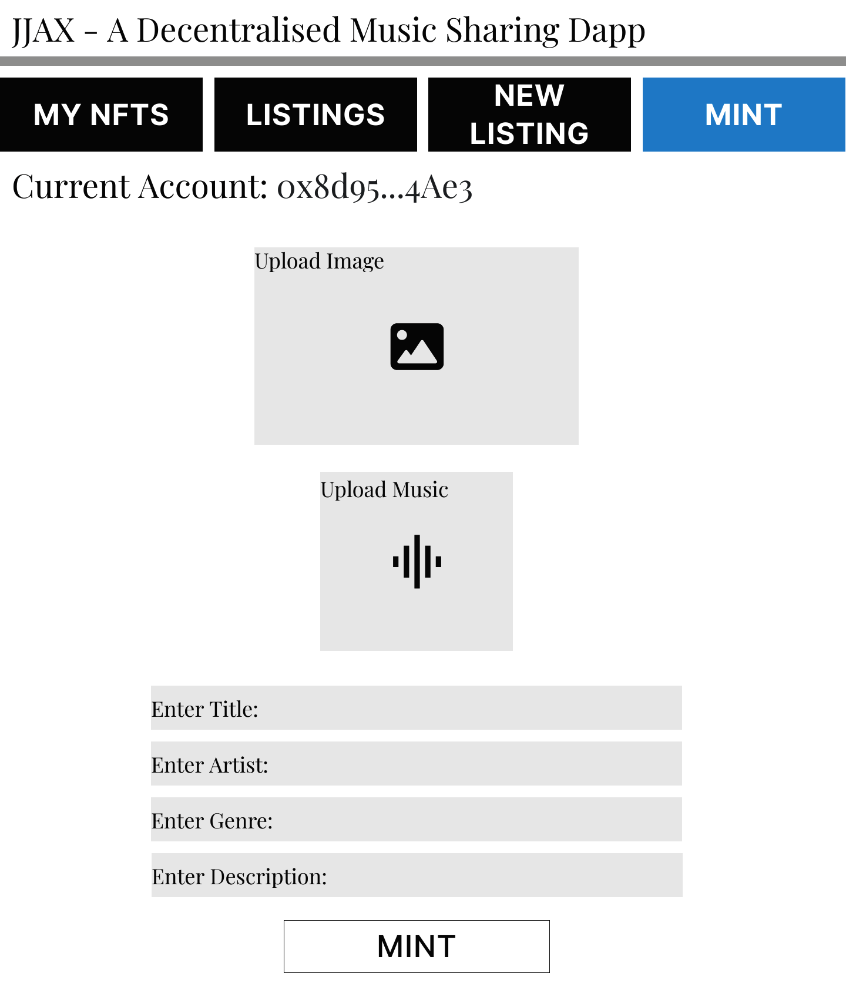 JJAX - A Decentralised Music Sharing Dapp
MY NFTS
LISTINGS
NEW
LISTING
MINT
Current Account: 0x8d95...4Ae3
Upload Image
Upload Music
Enter Title:
Enter Artist:
Enter Genre:
Enter Description:
MINT